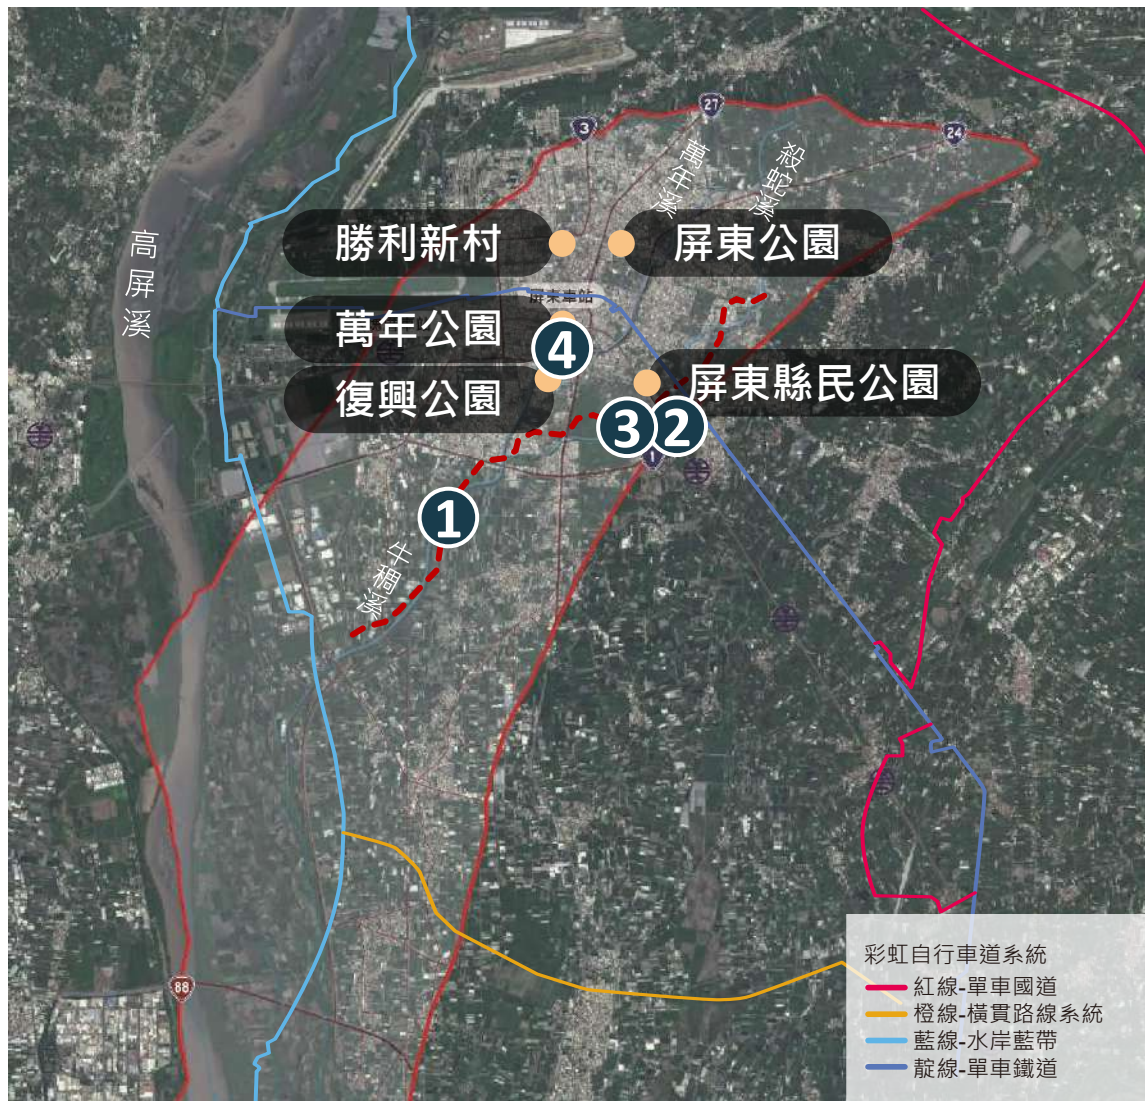 3
27
24
萬年溪
殺蛇溪
高屏溪
勝利新村
屏東公園
屏東車站
萬年公園
4
復興公園
屏東縣民公園
3
2
1
1
牛稠溪
88
彩虹自行車道系統
紅線-單車國道
橙線-橫貫路線系統
藍線-水岸藍帶
靛線-單車鐵道